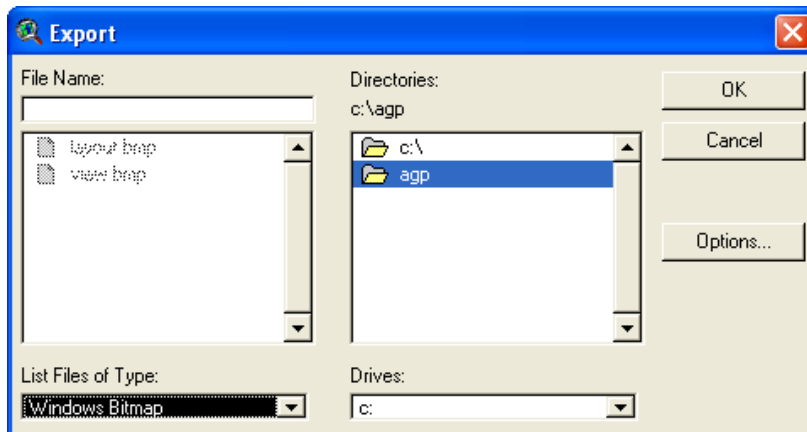 Export
File Name:
layout.bmp
view.bmp
List Files of Type:
Windows Bitmap
Directories:
c:\agp
c:\
agp
Drives:
c:
OK
Cancel
Options...